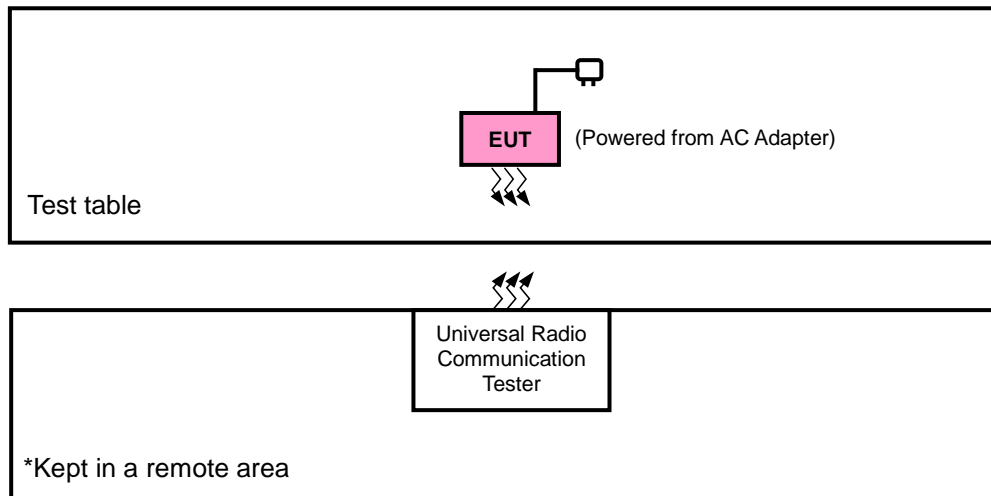 EUT
(Powered from AC Adapter)
Test table
Universal Radio
Communication
Tester
*Kept in a remote area